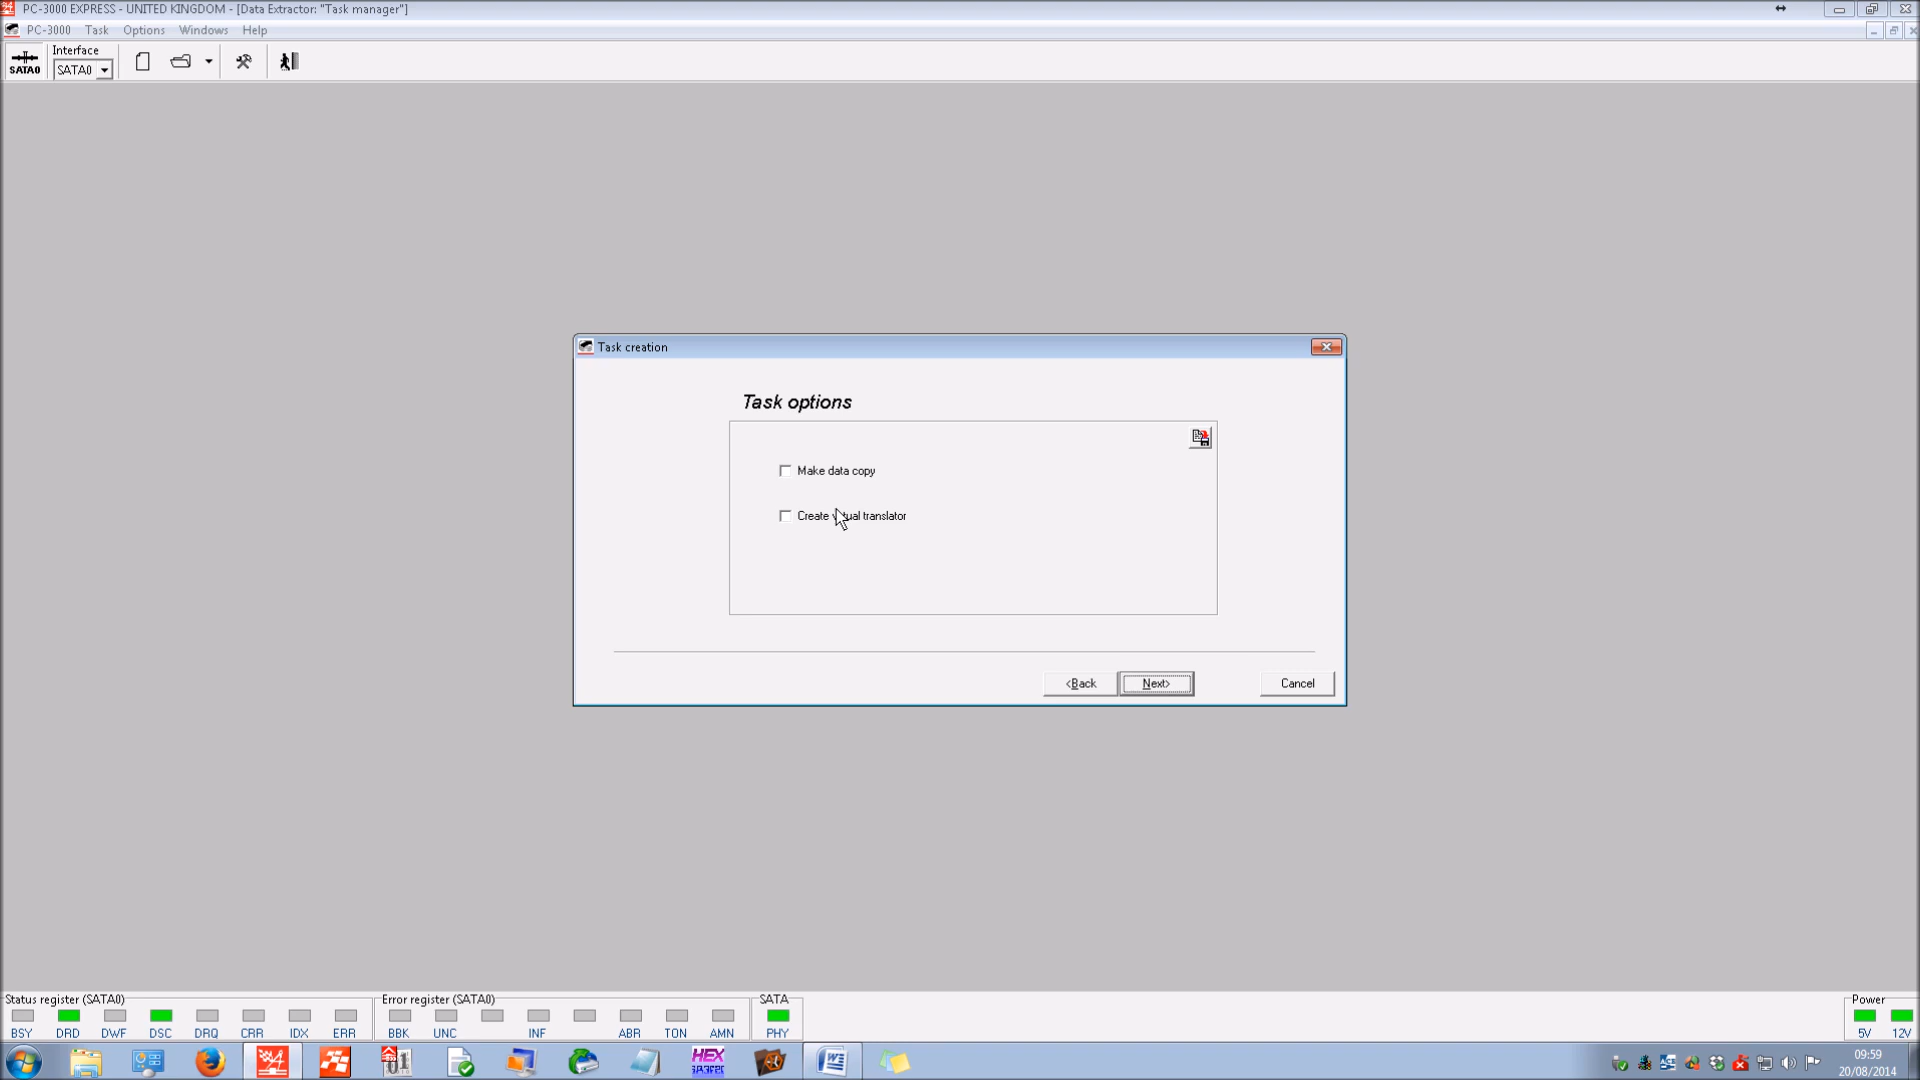 PC-3000 EXPRESS - UNITED KINGDOM - [Data Extractor: "Task manager"]
PC-3000 Task Options Windows Help
SATA0
Interface
SATA0
Task creation
Task options
Make data copy
Create virtual translator
<Back Next> Cancel
Status register (SATA0) Error register (SATA0) SATA Power
BSY DRD DWF DSC DRQ CRR IDX ERR BBK UNC INF ABR TON AMN PHY 5V 12V
01 HEX
09:59
20/08/2014